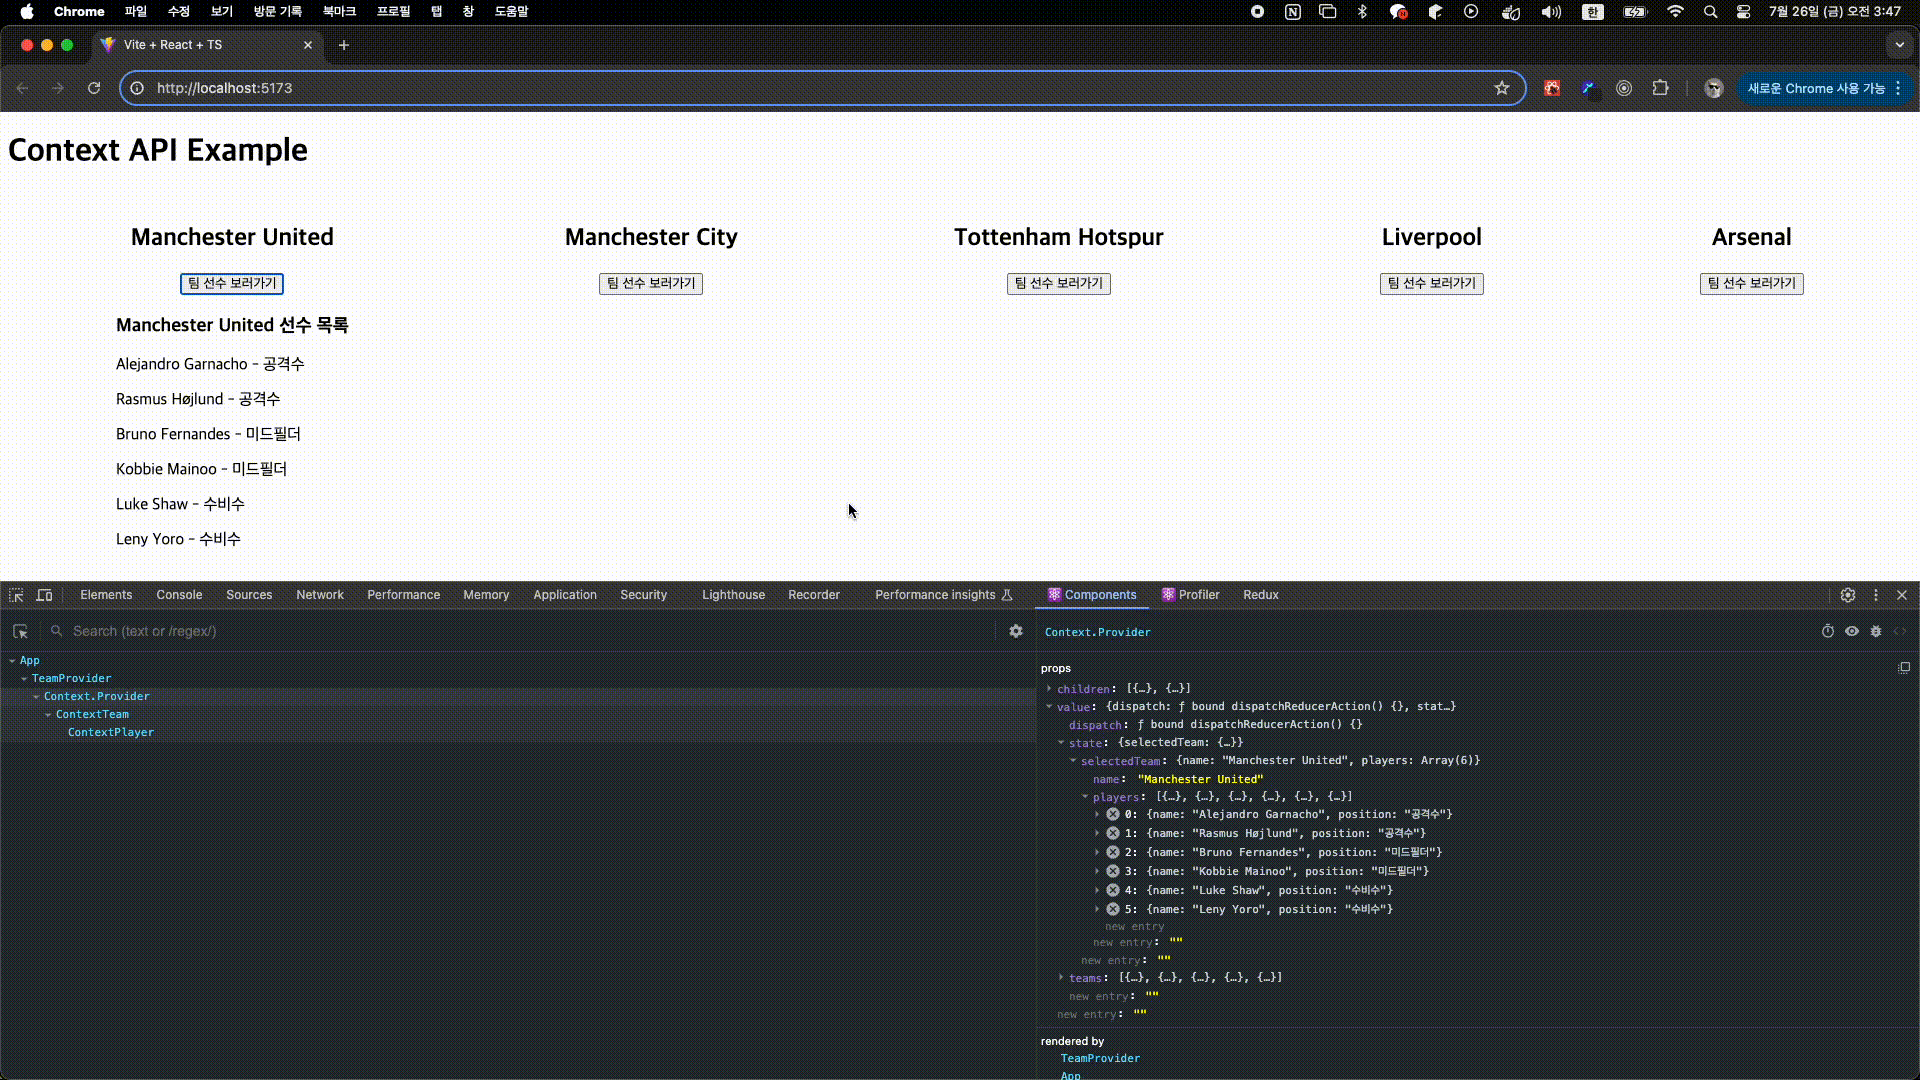 Chrome 파일 수정 보기 방문 기록 북마크 프로필 탭 창 도움말 한 7월 26일 (금) 오전 3:47
Vite + React + TS
http://localhost:5173 새로운 Chrome 사용 가능
Context API Example
Manchester United Manchester City Tottenham Hotspur Liverpool Arsenal
팀 선수 보러가기 팀 선수 보러가기 팀 선수 보러가기 팀 선수 보러가기 팀 선수 보러가기
Manchester United 선수 목록
Alejandro Garnacho - 공격수
Rasmus Højlund - 공격수
Bruno Fernandes - 미드필더
Kobbie Mainoo - 미드필더
Luke Shaw - 수비수
Leny Yoro - 수비수
Elements Console Sources Network Performance Memory Application Security Lighthouse Recorder Performance insights Components Profiler Redux
Search (text or /regex/)
App
TeamProvider
Context.Provider
ContextTeam
ContextPlayer
Context.Provider
props
children: [{…}, {…}]
value: {dispatch: ƒ bound dispatchReducerAction() {}, stat…}
dispatch: ƒ bound dispatchReducerAction() {}
state: {selectedTeam: {…}}
selectedTeam: {name: "Manchester United", players: Array(6)}
name: "Manchester United"
players: [{…}, {…}, {…}, {…}, {…}, {…}]
0: {name: "Alejandro Garnacho", position: "공격수"}
1: {name: "Rasmus Højlund", position: "공격수"}
2: {name: "Bruno Fernandes", position: "미드필더"}
3: {name: "Kobbie Mainoo", position: "미드필더"}
4: {name: "Luke Shaw", position: "수비수"}
5: {name: "Leny Yoro", position: "수비수"}
new entry
new entry: ""
new entry: ""
teams: [{…}, {…}, {…}, {…}, {…}]
new entry: ""
new entry: ""
rendered by
TeamProvider
App